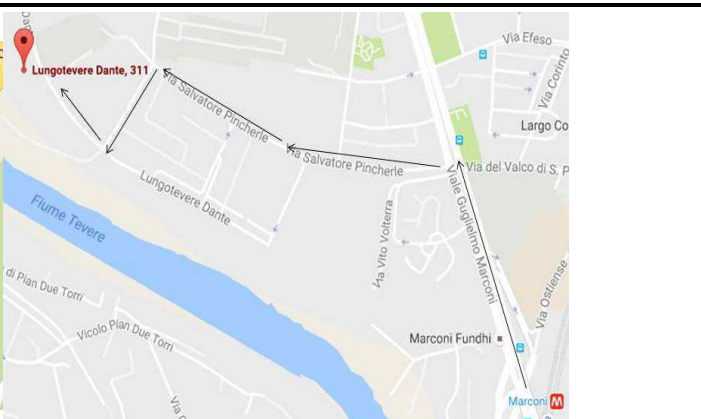 Via Efeso
Lungotevere Dante, 311
Via Corinto
Via Salvatore Pincherle
Largo Co
Via Salvatore Pincherle
Via del Valco di S. P
Lungotevere Dante
Viale Guglielmo Marconi
Fiume Tevere
Via Vito Volterra
Via Ostiense
di Pian Due Torri
Vicolo Pian Due Torri
Marconi Fundhi
Marconi M